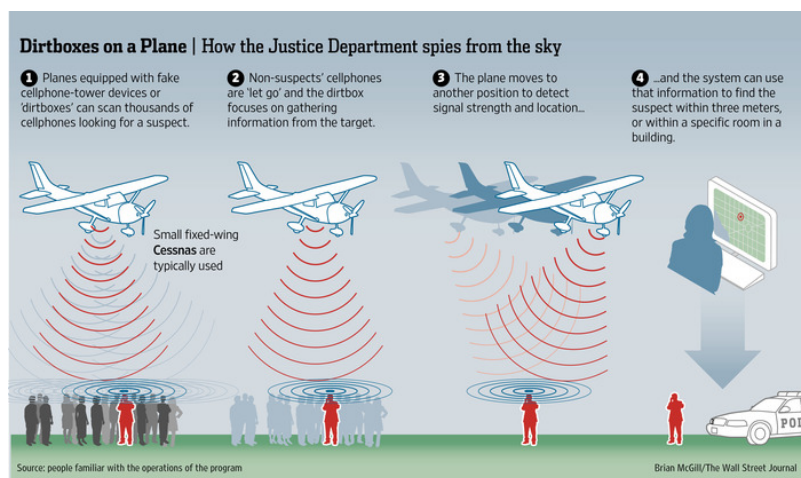 Dirtboxes on a Plane | How the Justice Department spies from the sky
1 Planes equipped with fake
cellphone-tower devices or
'dirtboxes' can scan thousands of
cellphones looking for a suspect.
2 Non-suspects' cellphones
are 'let go' and the dirtbox
focuses on gathering
information from the target.
3 The plane moves to
another position to detect
signal strength and location...
4 ...and the system can use
that information to find the
suspect within three meters,
or within a specific room in a
building.
Small fixed-wing
Cessnas are
typically used
POL
Source: people familiar with the operations of the program
Brian McGill/The Wall Street Journal